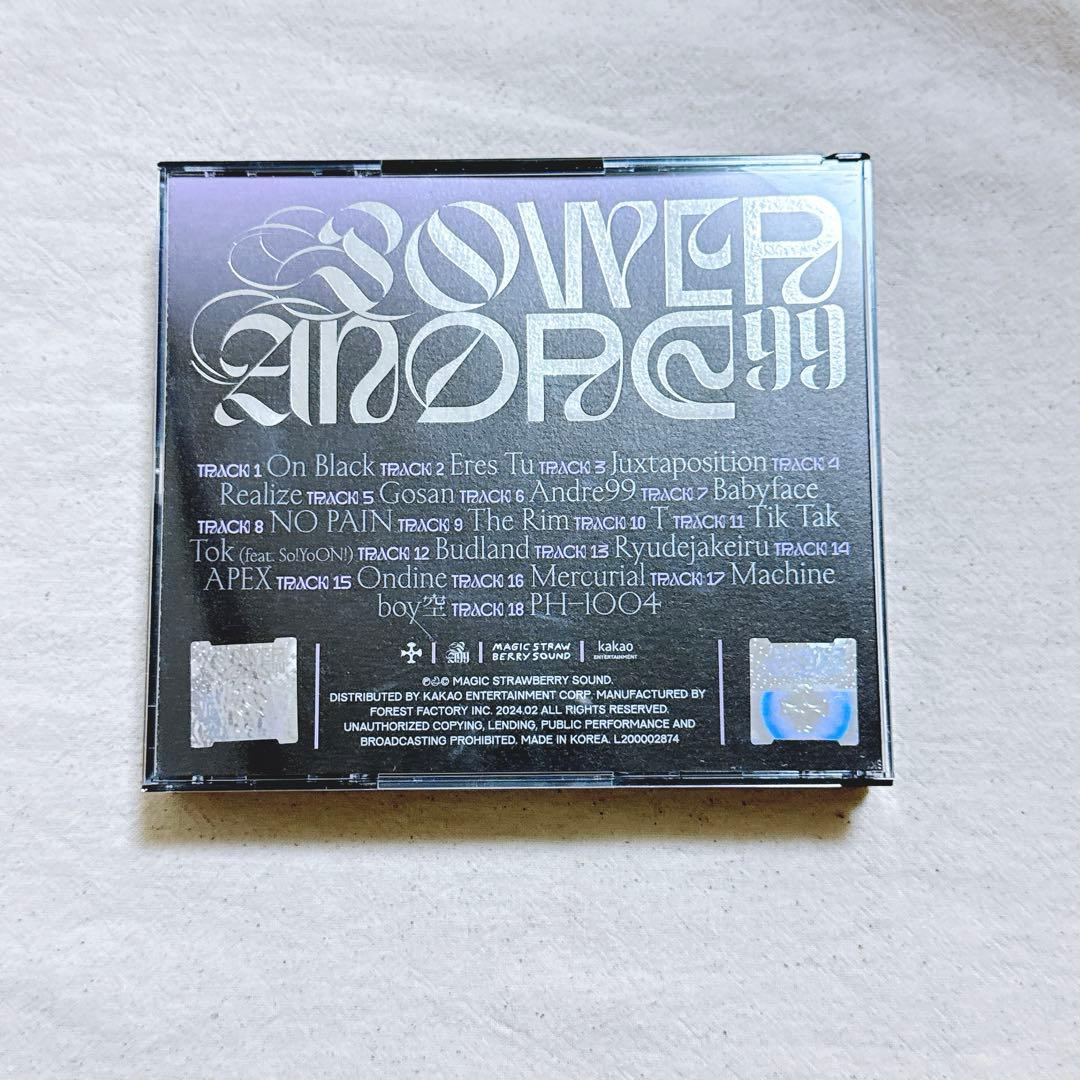 POWER
ANDRE 99
TRACK 1 On Black TRACK 2 Eres Tu TRACK 3 Juxtaposition TRACK 4
Realize TRACK 5 Gosan TRACK 6 Andre99 TRACK 7 Babyface
TRACK 8 NO PAIN TRACK 9 The Rim TRACK 10 T TRACK 11 Tik Tak
Tok (feat. So!YoON!) TRACK 12 Budland TRACK 13 Ryudejakeiru TRACK 14
APEX TRACK 15 Ondine TRACK 16 Mercurial TRACK 17 Machine
boy空 TRACK 18 PH-1004
MAGIC STRAW
BERRY SOUND
kakao
ENTERTAINMENT
℗&© MAGIC STRAWBERRY SOUND.
DISTRIBUTED BY KAKAO ENTERTAINMENT CORP. MANUFACTURED BY
FOREST FACTORY INC. 2024.02 ALL RIGHTS RESERVED.
UNAUTHORIZED COPYING, LENDING, PUBLIC PERFORMANCE AND
BROADCASTING PROHIBITED. MADE IN KOREA. L200002874